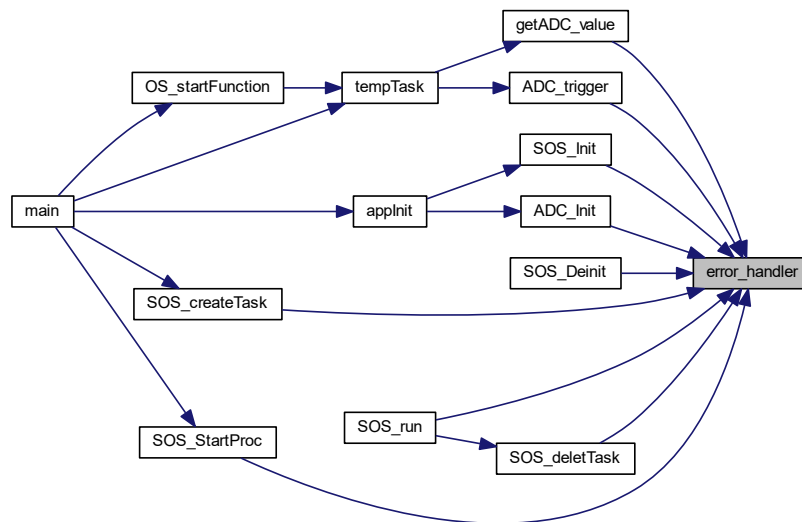 getADC_value
OS_startFunction
tempTask
ADC_trigger
SOS_Init
main
appInit
ADC_Init
SOS_Deinit
error_handler
SOS_createTask
SOS_run
SOS_StartProc
SOS_deletTask